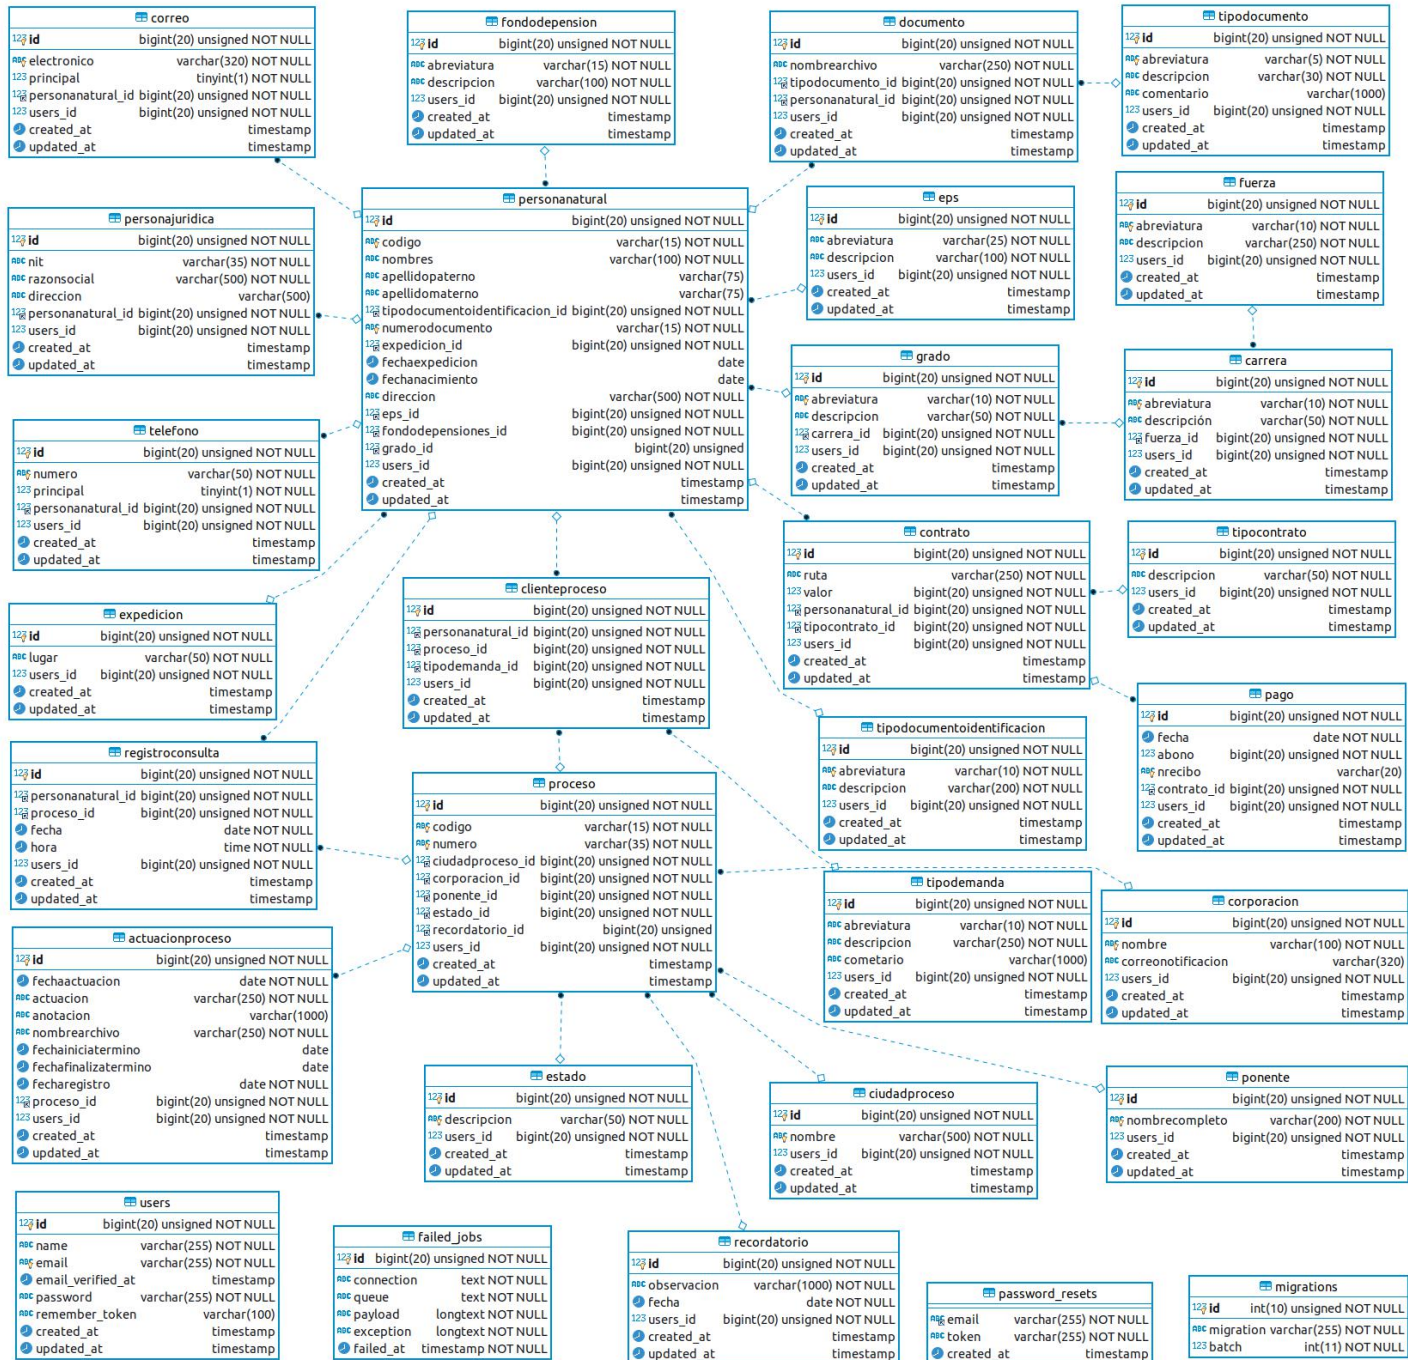 correo
id bigint(20) unsigned NOT NULL
electronico varchar(320) NOT NULL
principal tinyint(1) NOT NULL
personanatural_id bigint(20) unsigned NOT NULL
users_id bigint(20) unsigned NOT NULL
created_at timestamp
updated_at timestamp
fondodepension
id bigint(20) unsigned NOT NULL
abreviatura varchar(15) NOT NULL
descripcion varchar(100) NOT NULL
users_id bigint(20) unsigned NOT NULL
created_at timestamp
updated_at timestamp
documento
id bigint(20) unsigned NOT NULL
nombrearchivo varchar(250) NOT NULL
tipodocumento_id bigint(20) unsigned NOT NULL
personanatural_id bigint(20) unsigned NOT NULL
users_id bigint(20) unsigned NOT NULL
created_at timestamp
updated_at timestamp
tipodocumento
id bigint(20) unsigned NOT NULL
abreviatura varchar(5) NOT NULL
descripcion varchar(30) NOT NULL
comentario varchar(1000)
users_id bigint(20) unsigned NOT NULL
created_at timestamp
updated_at timestamp
personajuridica
id bigint(20) unsigned NOT NULL
nit varchar(35) NOT NULL
razonsocial varchar(500) NOT NULL
direccion varchar(500)
personanatural_id bigint(20) unsigned NOT NULL
users_id bigint(20) unsigned NOT NULL
created_at timestamp
updated_at timestamp
personanatural
id bigint(20) unsigned NOT NULL
codigo varchar(15) NOT NULL
nombres varchar(100) NOT NULL
apellidopaterno varchar(75)
apellidomaterno varchar(75)
tipodocumentoidentificacion_id bigint(20) unsigned NOT NULL
numerodocumento varchar(15) NOT NULL
expedicion_id bigint(20) unsigned NOT NULL
fechaexpedicion date
fechanacimiento date
direccion varchar(500) NOT NULL
eps_id bigint(20) unsigned NOT NULL
fondodepensiones_id bigint(20) unsigned NOT NULL
grado_id bigint(20) unsigned
users_id bigint(20) unsigned NOT NULL
created_at timestamp
updated_at timestamp
eps
id bigint(20) unsigned NOT NULL
abreviatura varchar(25) NOT NULL
descripcion varchar(100) NOT NULL
users_id bigint(20) unsigned NOT NULL
created_at timestamp
updated_at timestamp
fuerza
id bigint(20) unsigned NOT NULL
abreviatura varchar(10) NOT NULL
descripcion varchar(250) NOT NULL
users_id bigint(20) unsigned NOT NULL
created_at timestamp
updated_at timestamp
grado
id bigint(20) unsigned NOT NULL
abreviatura varchar(10) NOT NULL
descripcion varchar(50) NOT NULL
carrera_id bigint(20) unsigned NOT NULL
users_id bigint(20) unsigned NOT NULL
created_at timestamp
updated_at timestamp
carrera
id bigint(20) unsigned NOT NULL
abreviatura varchar(10) NOT NULL
descripción varchar(50) NOT NULL
fuerza_id bigint(20) unsigned NOT NULL
users_id bigint(20) unsigned NOT NULL
created_at timestamp
updated_at timestamp
telefono
id bigint(20) unsigned NOT NULL
numero varchar(50) NOT NULL
principal tinyint(1) NOT NULL
personanatural_id bigint(20) unsigned NOT NULL
users_id bigint(20) unsigned NOT NULL
created_at timestamp
updated_at timestamp
contrato
id bigint(20) unsigned NOT NULL
ruta varchar(250) NOT NULL
valor bigint(20) unsigned NOT NULL
personanatural_id bigint(20) unsigned NOT NULL
tipocontrato_id bigint(20) unsigned NOT NULL
users_id bigint(20) unsigned NOT NULL
created_at timestamp
updated_at timestamp
tipocontrato
id bigint(20) unsigned NOT NULL
descripcion varchar(50) NOT NULL
users_id bigint(20) unsigned NOT NULL
created_at timestamp
updated_at timestamp
expedicion
id bigint(20) unsigned NOT NULL
lugar varchar(50) NOT NULL
users_id bigint(20) unsigned NOT NULL
created_at timestamp
updated_at timestamp
clienteproceso
id bigint(20) unsigned NOT NULL
personanatural_id bigint(20) unsigned NOT NULL
proceso_id bigint(20) unsigned NOT NULL
tipodemanda_id bigint(20) unsigned NOT NULL
users_id bigint(20) unsigned NOT NULL
created_at timestamp
updated_at timestamp
pago
id bigint(20) unsigned NOT NULL
fecha date NOT NULL
abono bigint(20) unsigned NOT NULL
nrecibo varchar(20)
contrato_id bigint(20) unsigned NOT NULL
users_id bigint(20) unsigned NOT NULL
created_at timestamp
updated_at timestamp
tipodocumentoidentificacion
id bigint(20) unsigned NOT NULL
abreviatura varchar(10) NOT NULL
descripcion varchar(200) NOT NULL
users_id bigint(20) unsigned NOT NULL
created_at timestamp
updated_at timestamp
registroconsulta
id bigint(20) unsigned NOT NULL
personanatural_id bigint(20) unsigned NOT NULL
proceso_id bigint(20) unsigned NOT NULL
fecha date NOT NULL
hora time NOT NULL
users_id bigint(20) unsigned NOT NULL
created_at timestamp
updated_at timestamp
proceso
id bigint(20) unsigned NOT NULL
codigo varchar(15) NOT NULL
numero varchar(35) NOT NULL
ciudadproceso_id bigint(20) unsigned NOT NULL
corporacion_id bigint(20) unsigned NOT NULL
ponente_id bigint(20) unsigned NOT NULL
estado_id bigint(20) unsigned NOT NULL
recordatorio_id bigint(20) unsigned
users_id bigint(20) unsigned NOT NULL
created_at timestamp
updated_at timestamp
tipodemanda
id bigint(20) unsigned NOT NULL
abreviatura varchar(10) NOT NULL
descripcion varchar(250) NOT NULL
cometario varchar(1000)
users_id bigint(20) unsigned NOT NULL
created_at timestamp
updated_at timestamp
corporacion
id bigint(20) unsigned NOT NULL
nombre varchar(100) NOT NULL
correonotificacion varchar(320)
users_id bigint(20) unsigned NOT NULL
created_at timestamp
updated_at timestamp
actuacionproceso
id bigint(20) unsigned NOT NULL
fechaactuacion date NOT NULL
actuacion varchar(250) NOT NULL
anotacion varchar(1000)
nombrearchivo varchar(250) NOT NULL
fechainiciatermino date
fechafinalizatermino date
fecharegistro date NOT NULL
proceso_id bigint(20) unsigned NOT NULL
users_id bigint(20) unsigned NOT NULL
created_at timestamp
updated_at timestamp
estado
id bigint(20) unsigned NOT NULL
descripcion varchar(50) NOT NULL
users_id bigint(20) unsigned NOT NULL
created_at timestamp
updated_at timestamp
ciudadproceso
id bigint(20) unsigned NOT NULL
nombre varchar(500) NOT NULL
users_id bigint(20) unsigned NOT NULL
created_at timestamp
updated_at timestamp
ponente
id bigint(20) unsigned NOT NULL
nombrecompleto varchar(200) NOT NULL
users_id bigint(20) unsigned NOT NULL
created_at timestamp
updated_at timestamp
users
id bigint(20) unsigned NOT NULL
name varchar(255) NOT NULL
email varchar(255) NOT NULL
email_verified_at timestamp
password varchar(255) NOT NULL
remember_token varchar(100)
created_at timestamp
updated_at timestamp
failed_jobs
id bigint(20) unsigned NOT NULL
connection text NOT NULL
queue text NOT NULL
payload longtext NOT NULL
exception longtext NOT NULL
failed_at timestamp NOT NULL
recordatorio
id bigint(20) unsigned NOT NULL
observacion varchar(1000) NOT NULL
fecha date NOT NULL
users_id bigint(20) unsigned NOT NULL
created_at timestamp
updated_at timestamp
password_resets
email varchar(255) NOT NULL
token varchar(255) NOT NULL
created_at timestamp
migrations
id int(10) unsigned NOT NULL
migration varchar(255) NOT NULL
batch int(11) NOT NULL